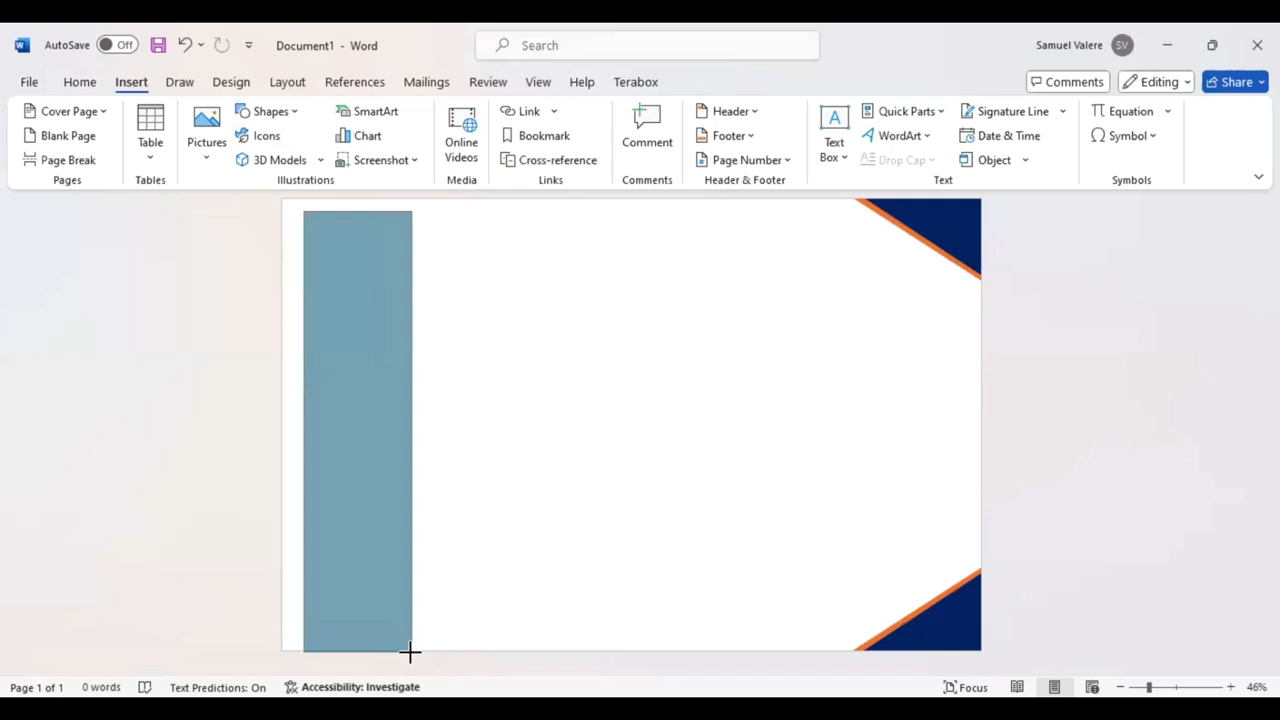 AutoSave Off Document1 - Word Search Samuel Valere SV
File Home Insert Draw Design Layout References Mailings Review View Help Terabox Comments Editing Share
Cover Page
Blank Page
Page Break
Pages
Table
Tables
Pictures
Shapes
Icons
3D Models
SmartArt
Chart
Screenshot
Illustrations
Online
Videos
Media
Link
Bookmark
Cross-reference
Links
Comment
Comments
Header
Footer
Page Number
Header & Footer
A
Text
Box
Quick Parts
WordArt
Drop Cap
Signature Line
Date & Time
Object
Text
Equation
Symbol
Symbols
Page 1 of 1 0 words Text Predictions: On Accessibility: Investigate Focus 46%